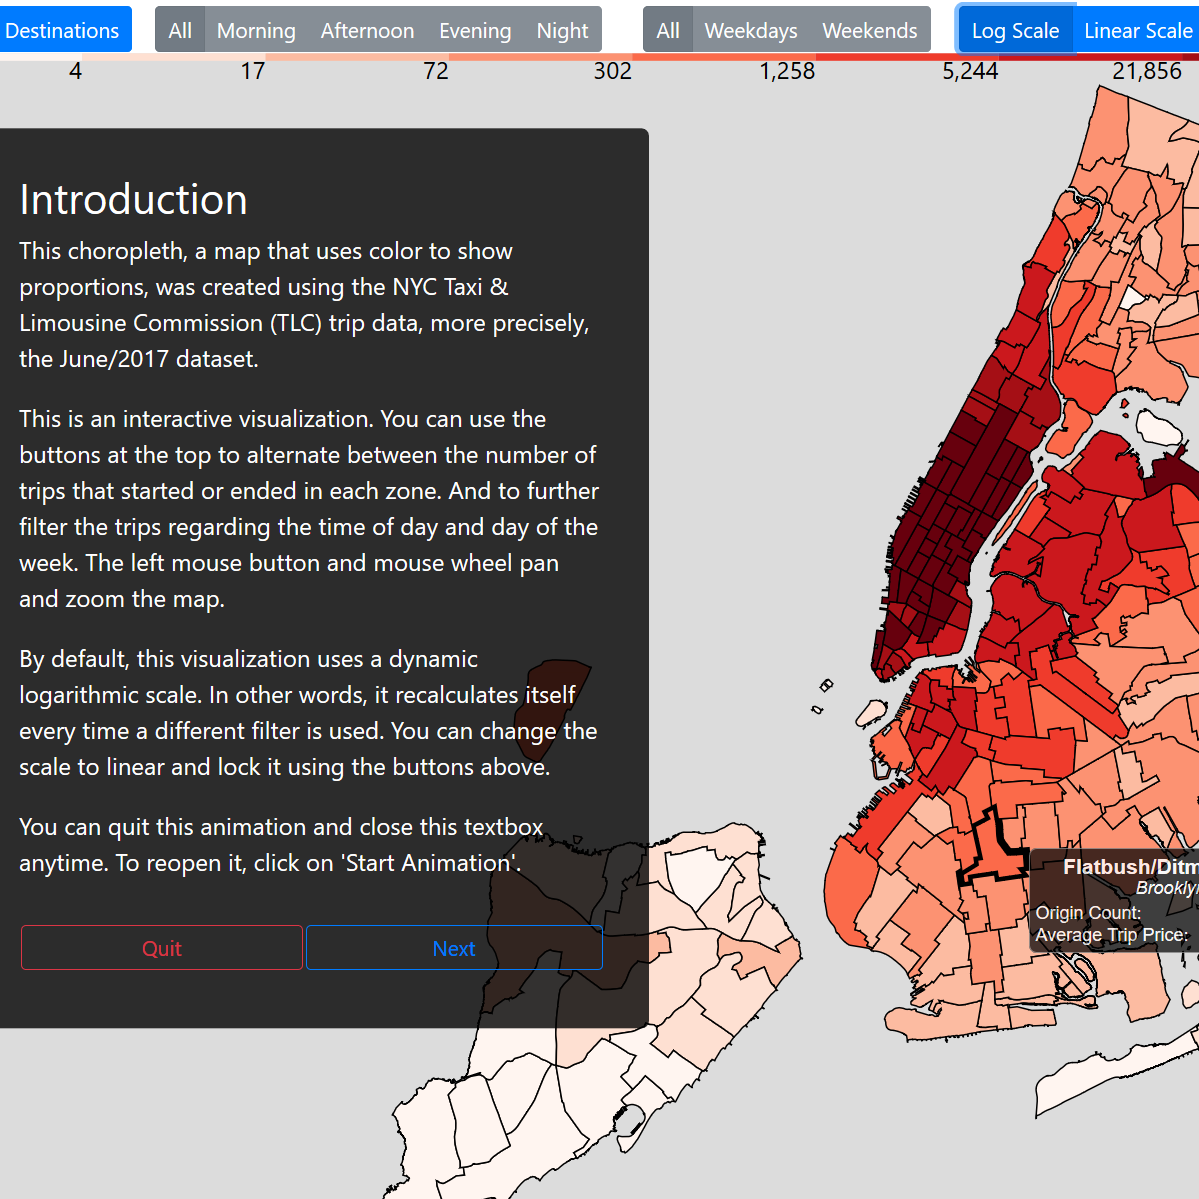 Destinations
All Morning Afternoon Evening Night
All Weekdays Weekends
Log Scale Linear Scale
4 17 72 302 1,258 5,244 21,856
Introduction
This choropleth, a map that uses color to show
proportions, was created using the NYC Taxi &
Limousine Commission (TLC) trip data, more precisely,
the June/2017 dataset.
This is an interactive visualization. You can use the
buttons at the top to alternate between the number of
trips that started or ended in each zone. And to further
filter the trips regarding the time of day and day of the
week. The left mouse button and mouse wheel pan
and zoom the map.
By default, this visualization uses a dynamic
logarithmic scale. In other words, it recalculates itself
every time a different filter is used. You can change the
scale to linear and lock it using the buttons above.
You can quit this animation and close this textbox
anytime. To reopen it, click on 'Start Animation'.
Quit Next
Flatbush/Ditm
Brookly
Origin Count:
Average Trip Price: